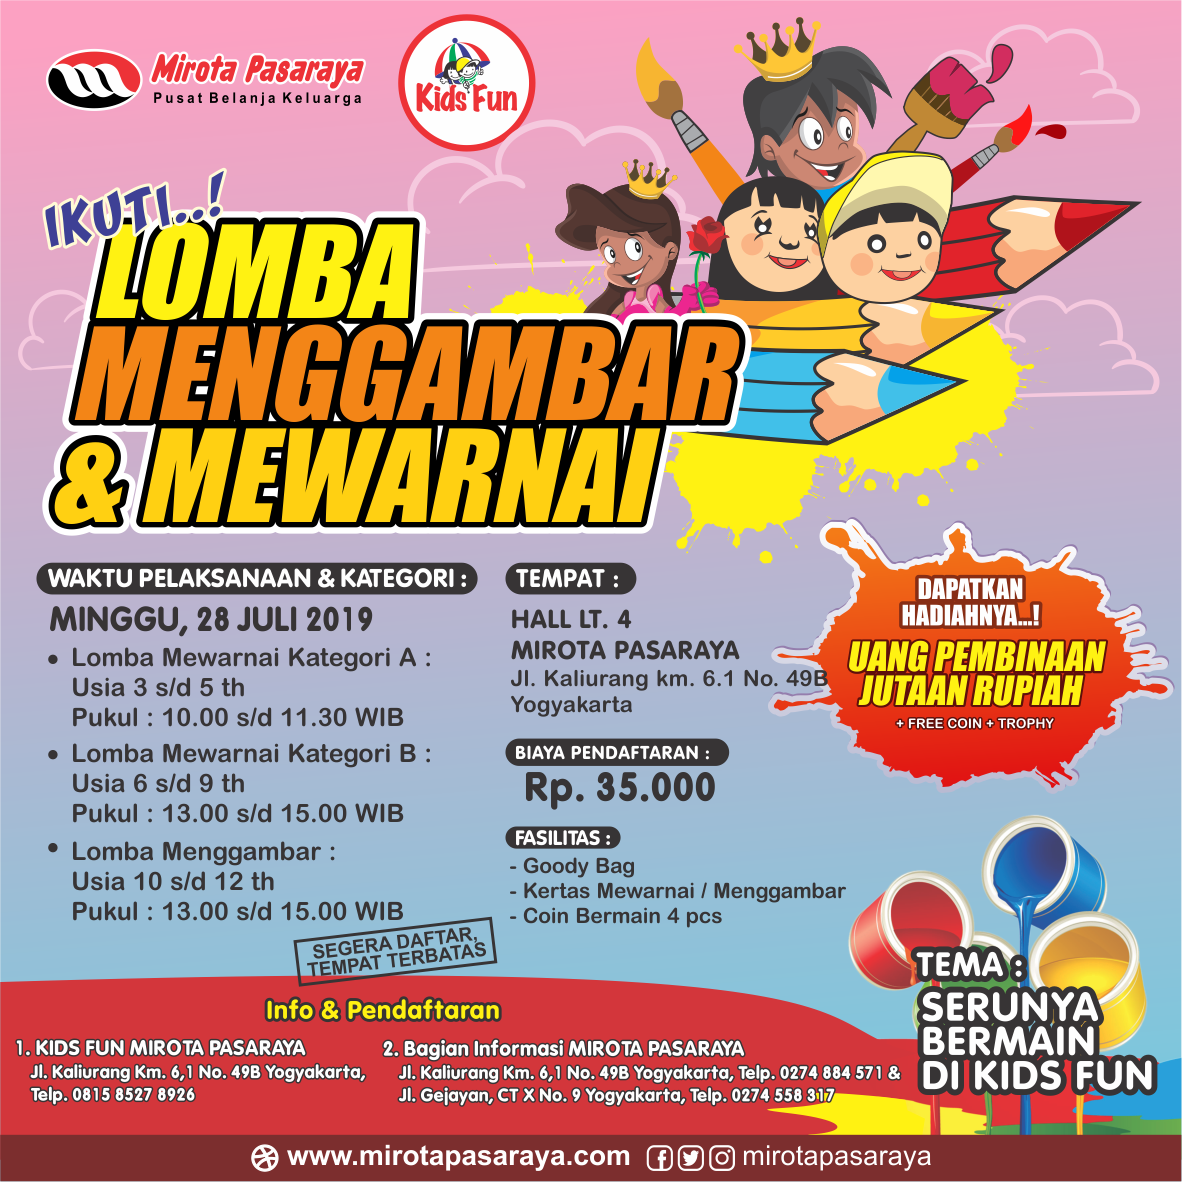 Mirota Pasaraya
Pusat Belanja Keluarga
Kids Fun
IKUTI..!
LOMBA
MENGGAMBAR
& MEWARNAI
WAKTU PELAKSANAAN & KATEGORI :
MINGGU, 28 JULI 2019
• Lomba Mewarnai Kategori A :
Usia 3 s/d 5 th
Pukul : 10.00 s/d 11.30 WIB
• Lomba Mewarnai Kategori B :
Usia 6 s/d 9 th
Pukul : 13.00 s/d 15.00 WIB
• Lomba Menggambar :
Usia 10 s/d 12 th
Pukul : 13.00 s/d 15.00 WIB
SEGERA DAFTAR,
TEMPAT TERBATAS
TEMPAT :
HALL LT. 4
MIROTA PASARAYA
Jl. Kaliurang km. 6.1 No. 49B
Yogyakarta
BIAYA PENDAFTARAN :
Rp. 35.000
FASILITAS :
- Goody Bag
- Kertas Mewarnai / Menggambar
- Coin Bermain 4 pcs
DAPATKAN
HADIAHNYA...!
UANG PEMBINAAN
JUTAAN RUPIAH
+ FREE COIN + TROPHY
TEMA :
SERUNYA
BERMAIN
DI KIDS FUN
Info & Pendaftaran
1. KIDS FUN MIROTA PASARAYA
Jl. Kaliurang Km. 6,1 No. 49B Yogyakarta,
Telp. 0815 8527 8926
2. Bagian Informasi MIROTA PASARAYA
Jl. Kaliurang Km. 6,1 No. 49B Yogyakarta, Telp. 0274 884 571 &
Jl. Gejayan, CT X No. 9 Yogyakarta, Telp. 0274 558 317
www.mirotapasaraya.com mirotapasaraya